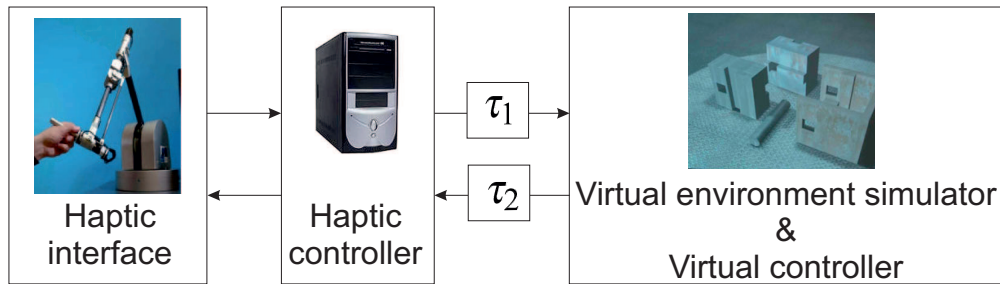 Haptic
interface
Haptic
controller
τ1
τ2
Virtual environment simulator
&
Virtual controller